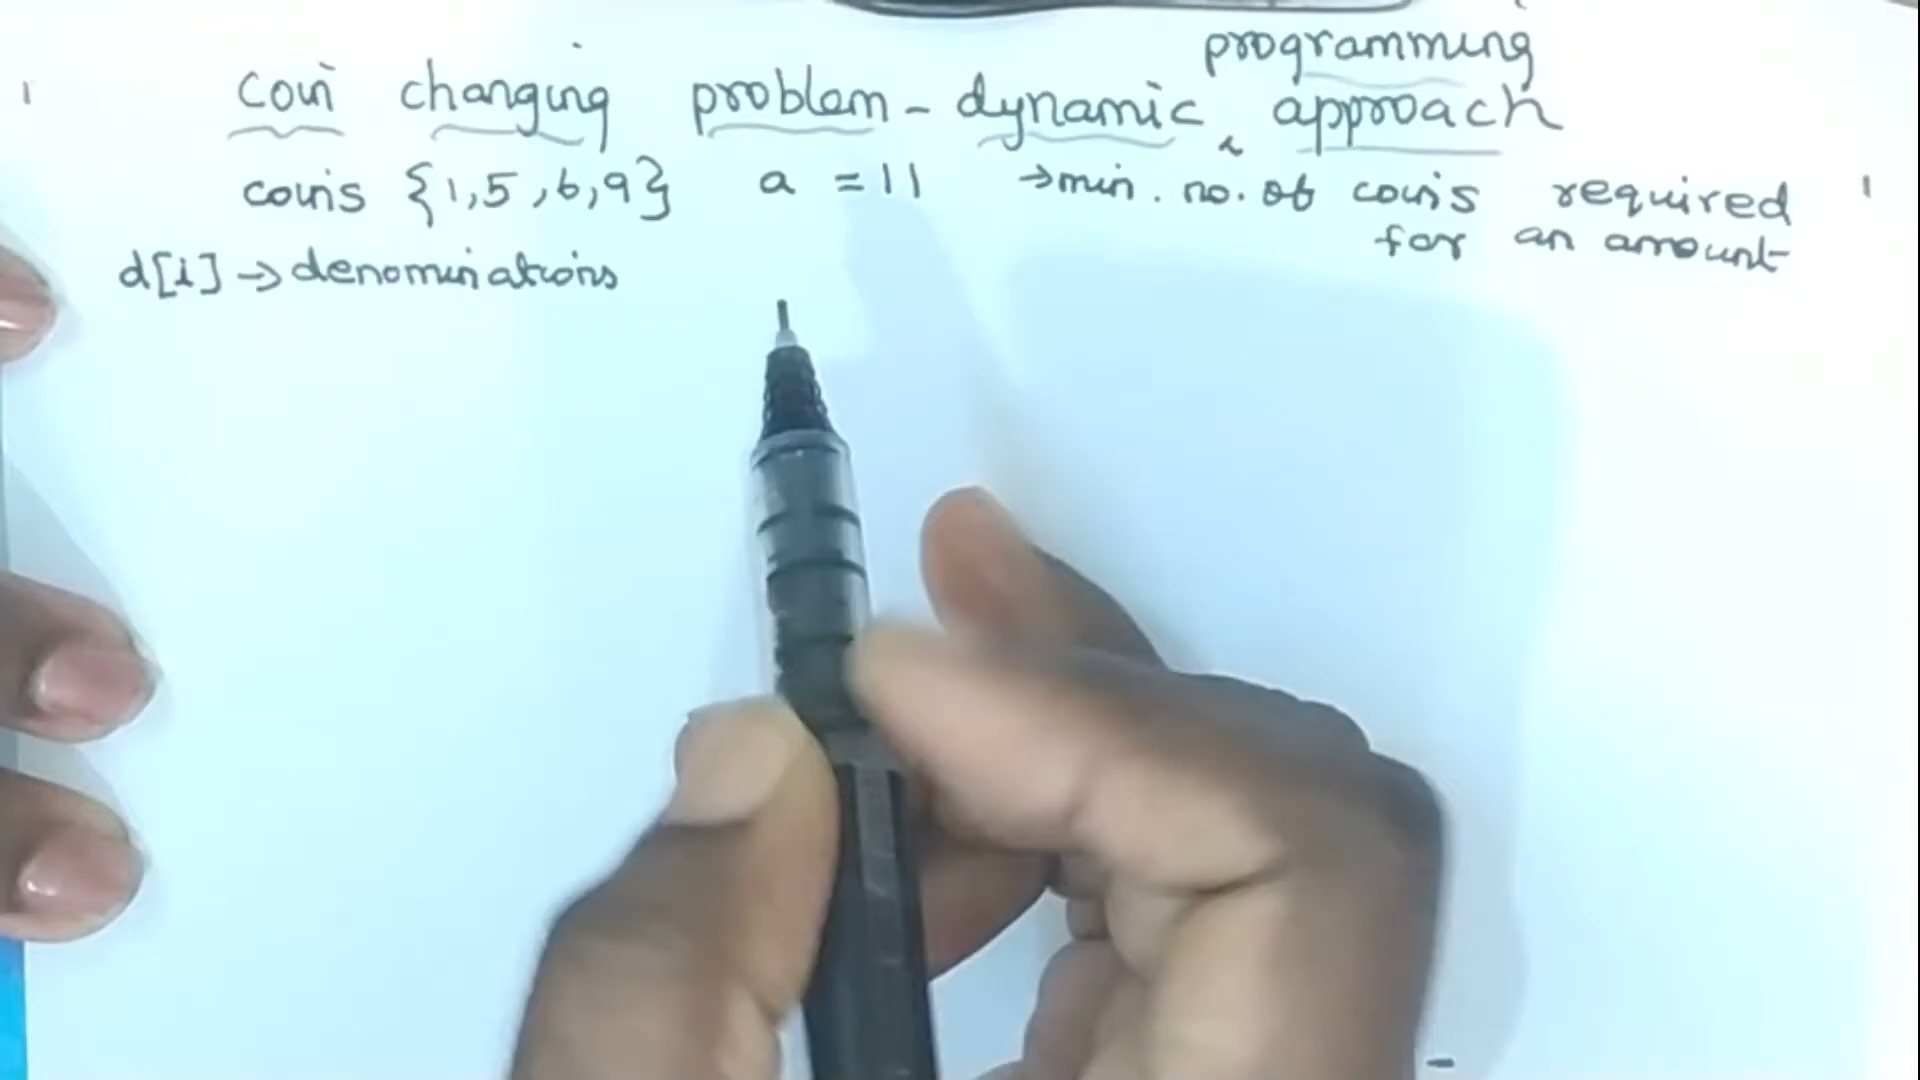 coin changing problem - dynamic programming approach
coins {1,5,6,9} a = 11 → min. no. of coins required
for an amount
d[i] → denominations